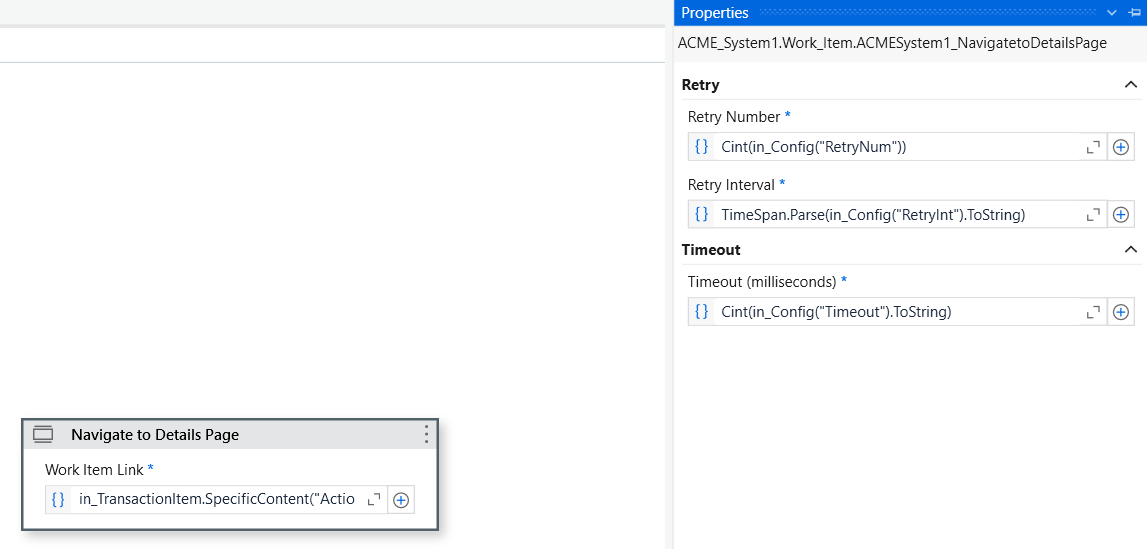 Properties
ACME_System1.Work_Item.ACMESystem1_NavigatetoDetailsPage
Retry
Retry Number *
{} Cint(in_Config("RetryNum"))
Retry Interval *
{} TimeSpan.Parse(in_Config("RetryInt").ToString)
Timeout
Timeout (milliseconds) *
{} Cint(in_Config("Timeout").ToString)
Navigate to Details Page
Work Item Link *
{} in_TransactionItem.SpecificContent("Actio